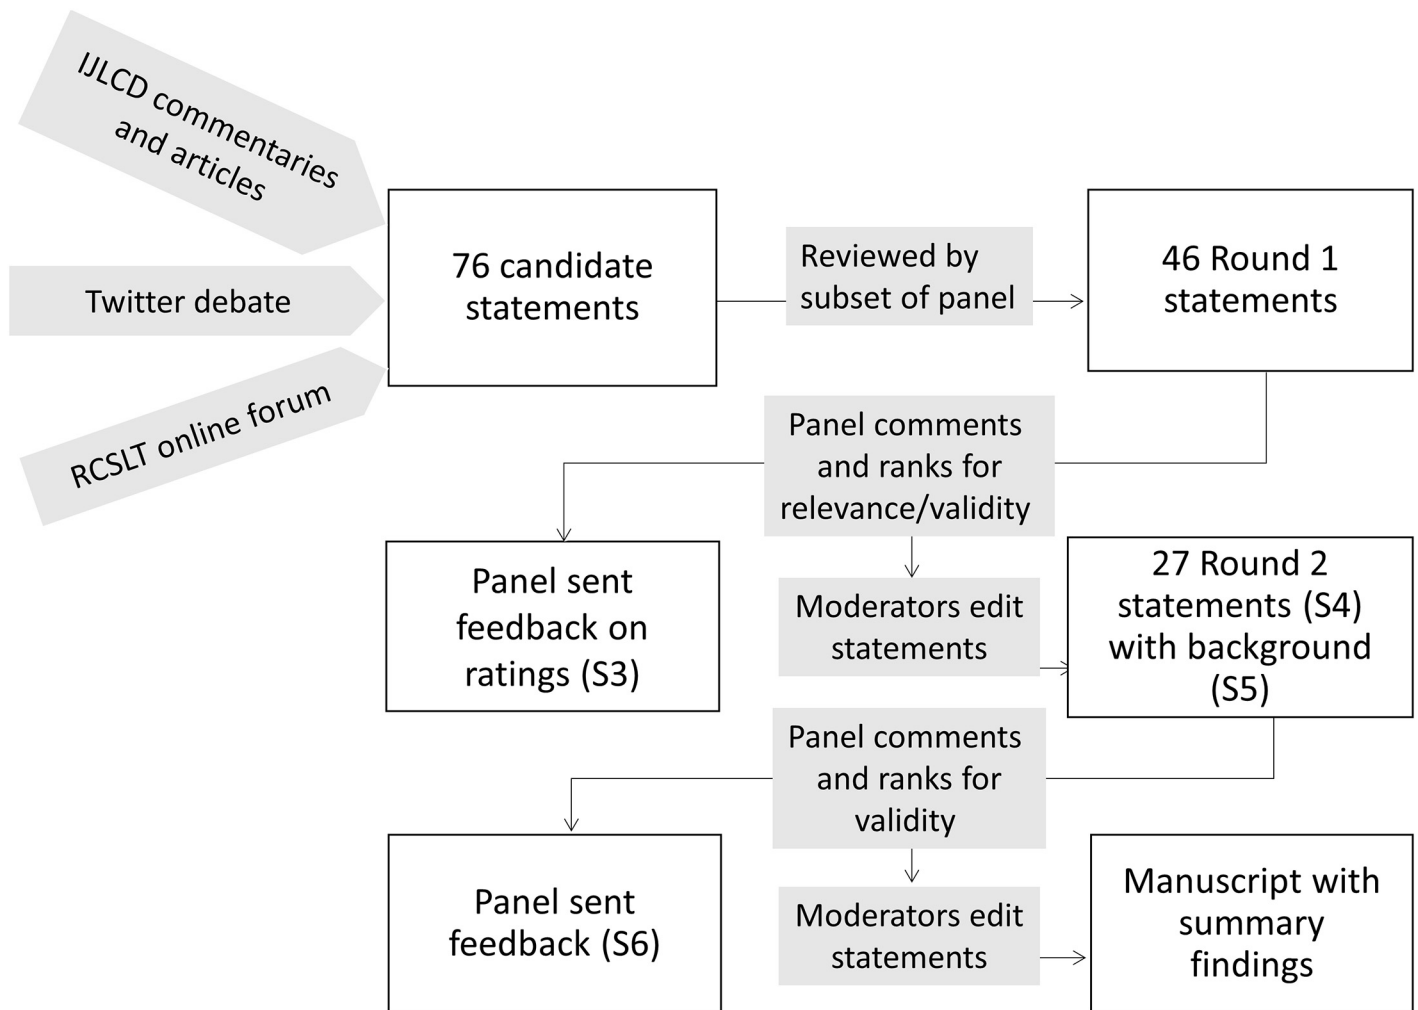 IJLCD commentaries
and articles
Twitter debate
RCSLT online forum
76 candidate
statements
Reviewed by
subset of panel
46 Round 1
statements
Panel comments
and ranks for
relevance/validity
Panel sent
feedback on
ratings (S3)
Moderators edit
statements
27 Round 2
statements (S4)
with background
(S5)
Panel comments
and ranks for
validity
Panel sent
feedback (S6)
Moderators edit
statements
Manuscript with
summary
findings